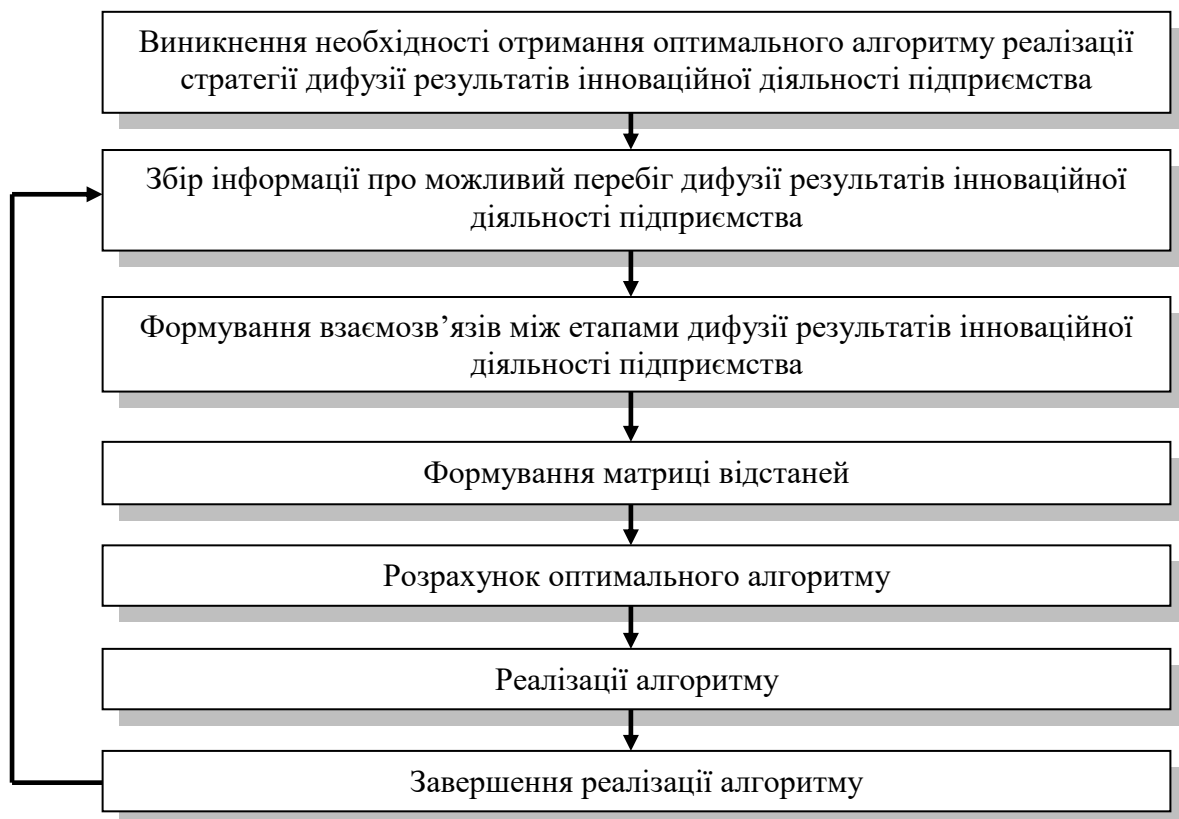 Виникнення необхідності отримання оптимального алгоритму реалізації
стратегії дифузії результатів інноваційної діяльності підприємства
Збір інформації про можливий перебіг дифузії результатів інноваційної
діяльності підприємства
Формування взаємозв’язів між етапами дифузії результатів інноваційної
діяльності підприємства
Формування матриці відстаней
Розрахунок оптимального алгоритму
Реалізації алгоритму
Завершення реалізації алгоритму